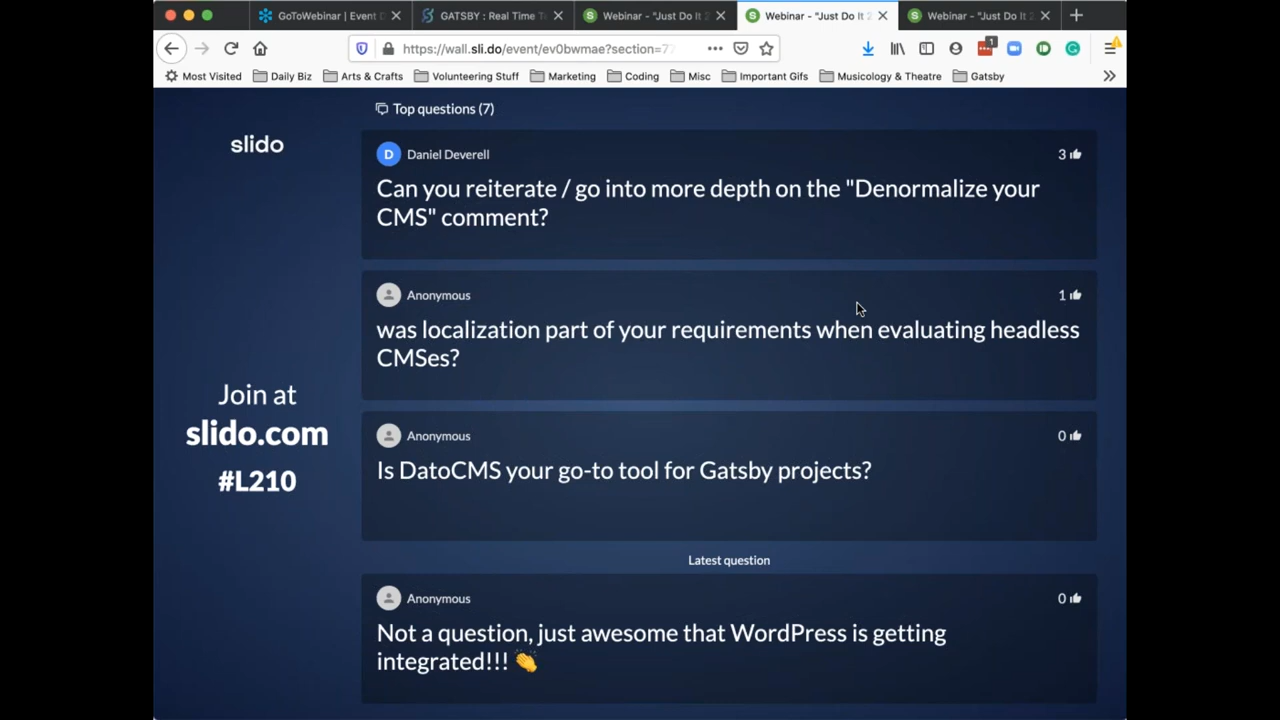 GoToWebinar | Event D
GATSBY : Real Time T
Webinar - "Just Do It 2
Webinar - "Just Do It 2
Webinar - "Just Do It 2
https://wall.sli.do/event/ev0bwmae?section=77
1
Most Visited
Daily Biz
Arts & Crafts
Volunteering Stuff
Marketing
Coding
Misc
Important Gifs
Musicology & Theatre
Gatsby
Top questions (7)
slido
D Daniel Deverell
3
Can you reiterate / go into more depth on the "Denormalize your
CMS" comment?
Anonymous
1
was localization part of your requirements when evaluating headless
CMSes?
Join at
slido.com
#L210
Anonymous
0
Is DatoCMS your go-to tool for Gatsby projects?
Latest question
Anonymous
0
Not a question, just awesome that WordPress is getting
integrated!!! 👏